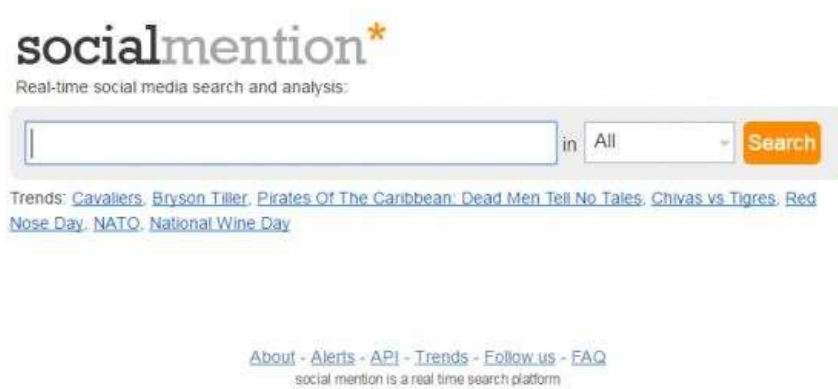 socialmention*
Real-time social media search and analysis:
in All Search
Trends: Cavaliers, Bryson Tiller, Pirates Of The Caribbean: Dead Men Tell No Tales, Chivas vs Tigres, Red
Nose Day, NATO, National Wine Day
About - Alerts - API - Trends - Follow us - FAQ
social mention is a real time search platform